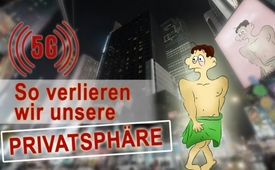 5G
So verlieren
wir unsere
PRIVATSPHÄRE